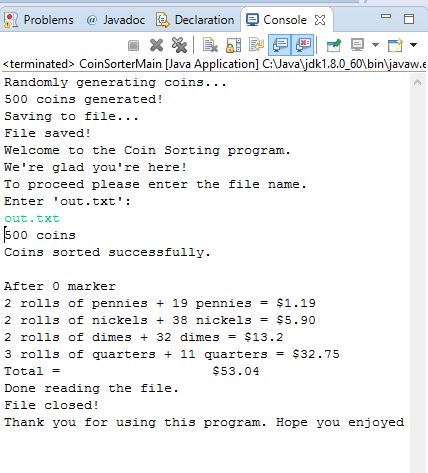 Problems @ Javadoc Declaration Console
<terminated> CoinSorterMain [Java Application] C:\Java\jdk1.8.0_60\bin\javaw.e
Randomly generating coins...
500 coins generated!
Saving to file...
File saved!
Welcome to the Coin Sorting program.
We're glad you're here!
To proceed please enter the file name.
Enter 'out.txt':
out.txt
500 coins
Coins sorted successfully.
After 0 marker
2 rolls of pennies + 19 pennies = $1.19
2 rolls of nickels + 38 nickels = $5.90
2 rolls of dimes + 32 dimes = $13.2
3 rolls of quarters + 11 quarters = $32.75
Total = $53.04
Done reading the file.
File closed!
Thank you for using this program. Hope you enjoyed